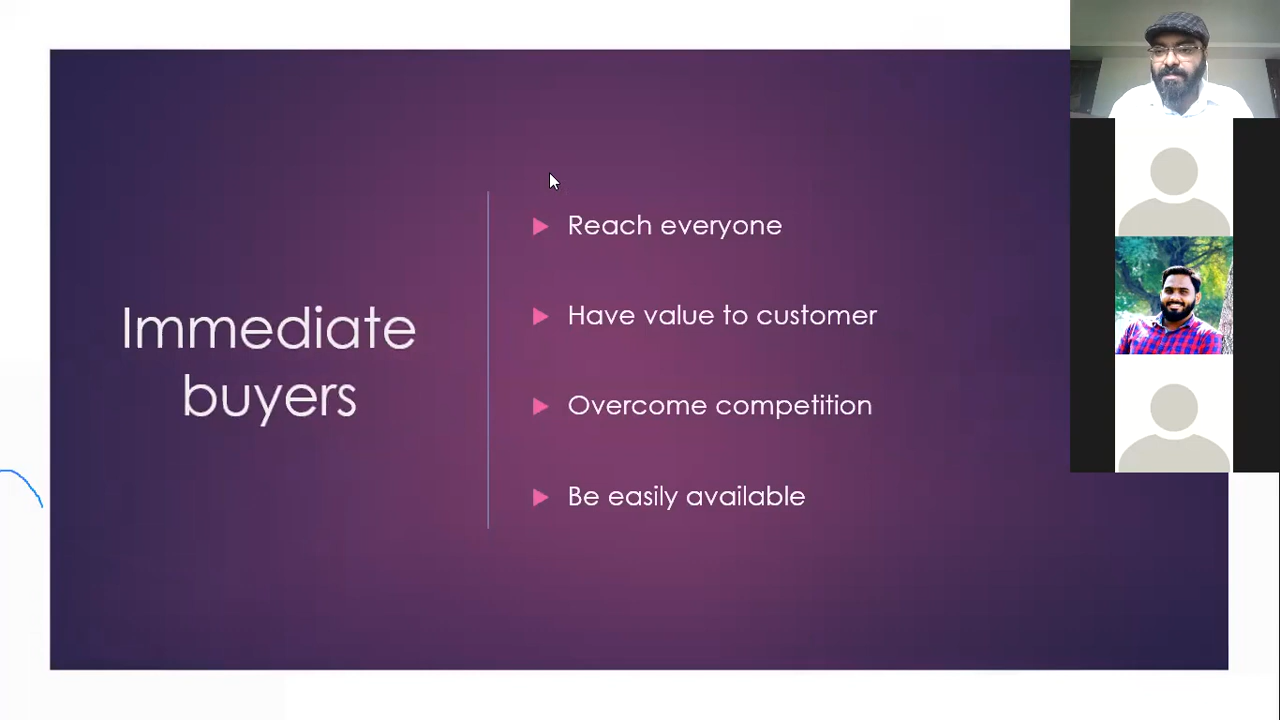 Immediate
buyers
Reach everyone
Have value to customer
Overcome competition
Be easily available